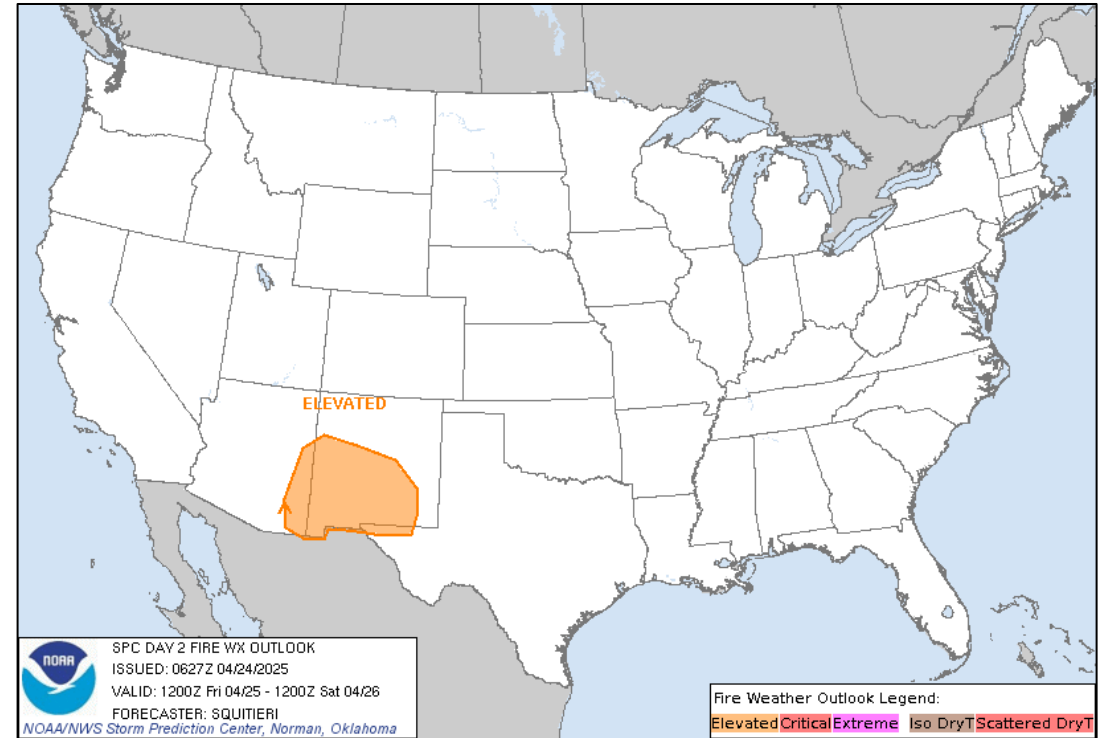 ELEVATED
NOAA
SPC DAY 2 FIRE WX OUTLOOK
ISSUED: 0627Z 04/24/2025
VALID: 1200Z Fri 04/25 - 1200Z Sat 04/26
FORECASTER: SQUITIERI
NOAA/NWS Storm Prediction Center, Norman, Oklahoma
Fire Weather Outlook Legend:
Elevated Critical Extreme Iso DryT Scattered DryT